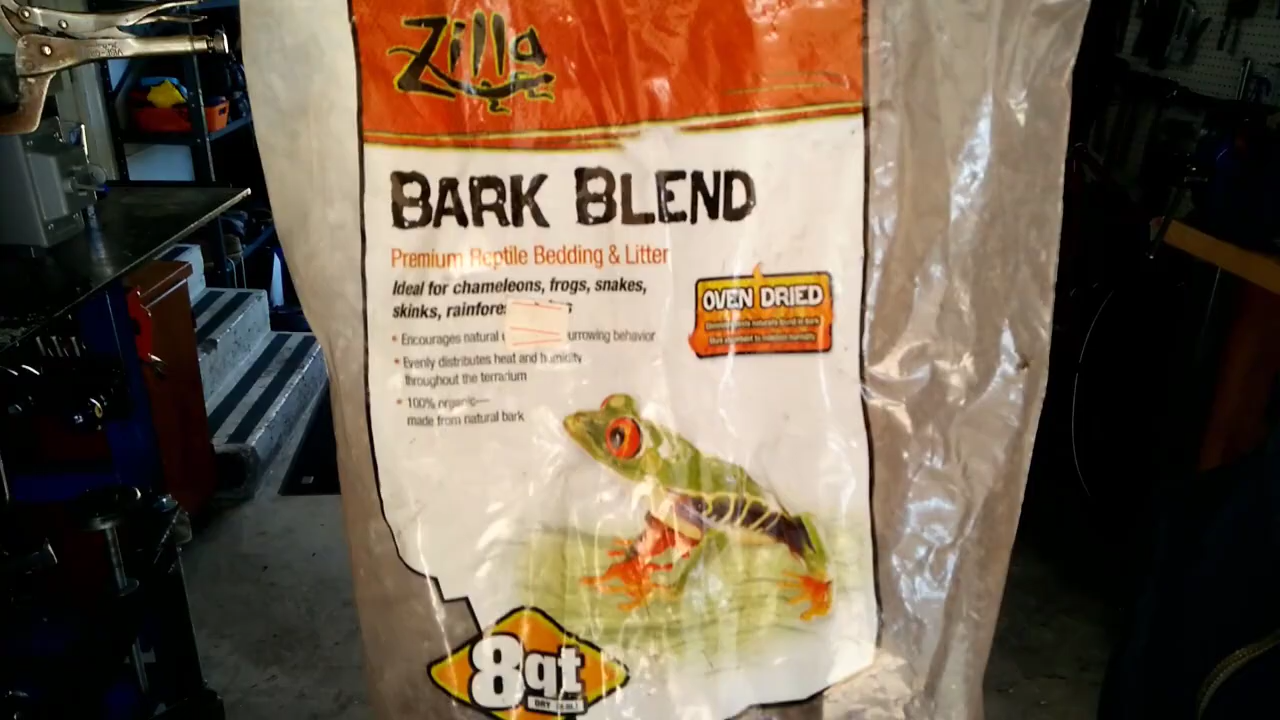 Zilla
BARK BLEND
Premium Reptile Bedding & Litter
Ideal for chameleons, frogs, snakes,
skinks, rainfore
OVEN DRIED
• Encourages natural urrowing behavior
• Evenly distributes heat and humidity
throughout the terrarium
• 100% organic—
made from natural bark
8qt
DRY